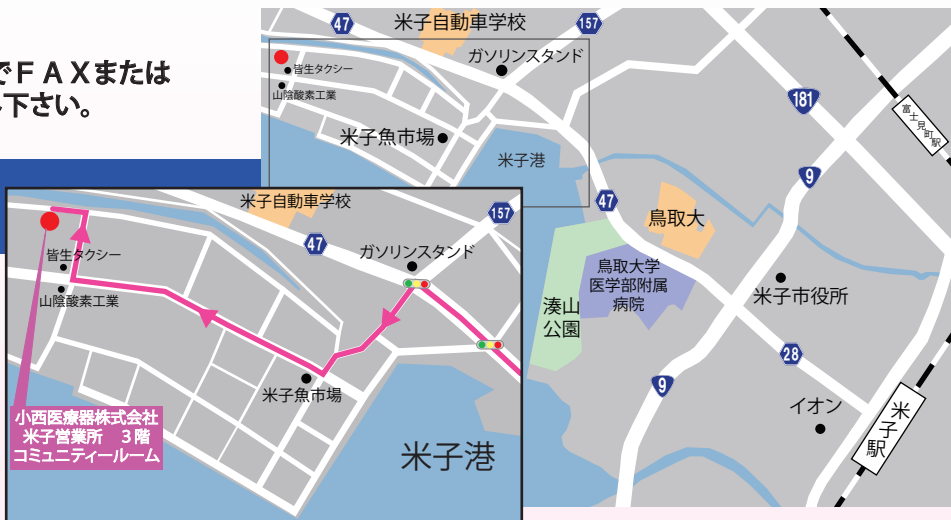 でFAXまたは
下さい。
47
米子自動車学校
157
ガソリンスタンド
皆生タクシー
山陰酸素工業
米子魚市場
米子港
181
富士見町駅
9
47
鳥取大
鳥取大学
医学部附属
病院
湊山
公園
米子市役所
28
9
イオン
米子駅
米子自動車学校
47
157
ガソリンスタンド
皆生タクシー
山陰酸素工業
米子魚市場
米子港
小西医療器株式会社
米子営業所 3階
コミュニティールーム